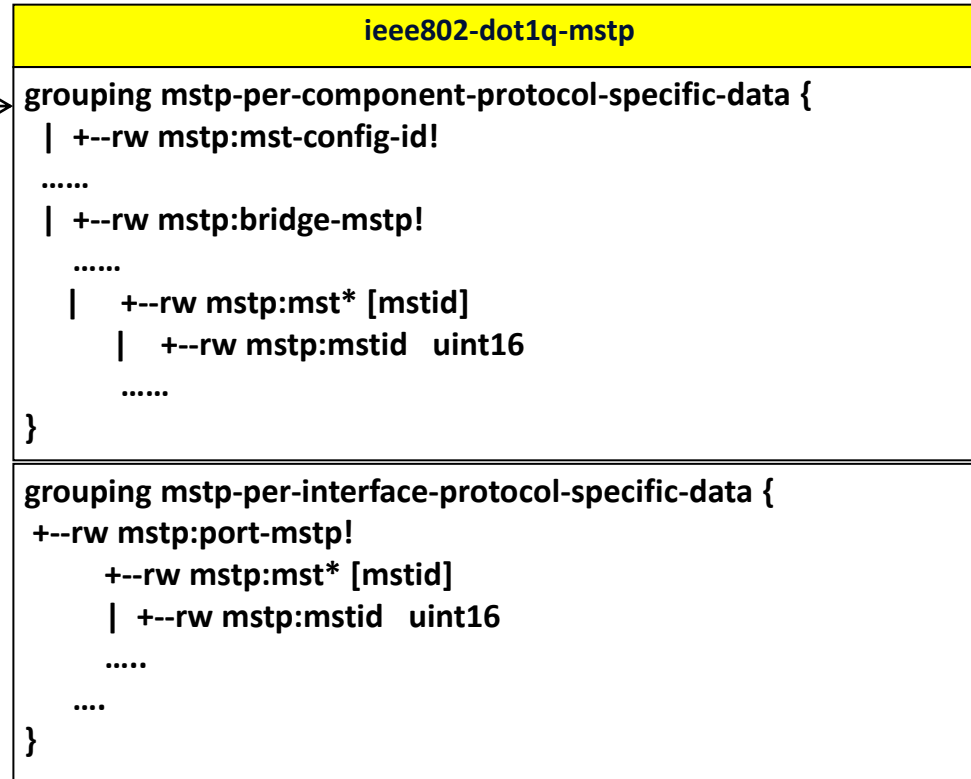 ieee802-dot1q-mstp
grouping mstp-per-component-protocol-specific-data {
| +--rw mstp:mst-config-id!
……
| +--rw mstp:bridge-mstp!
……
| +--rw mstp:mst* [mstid]
| +--rw mstp:mstid uint16
……
}
grouping mstp-per-interface-protocol-specific-data {
+--rw mstp:port-mstp!
+--rw mstp:mst* [mstid]
| +--rw mstp:mstid uint16
…..
….
}